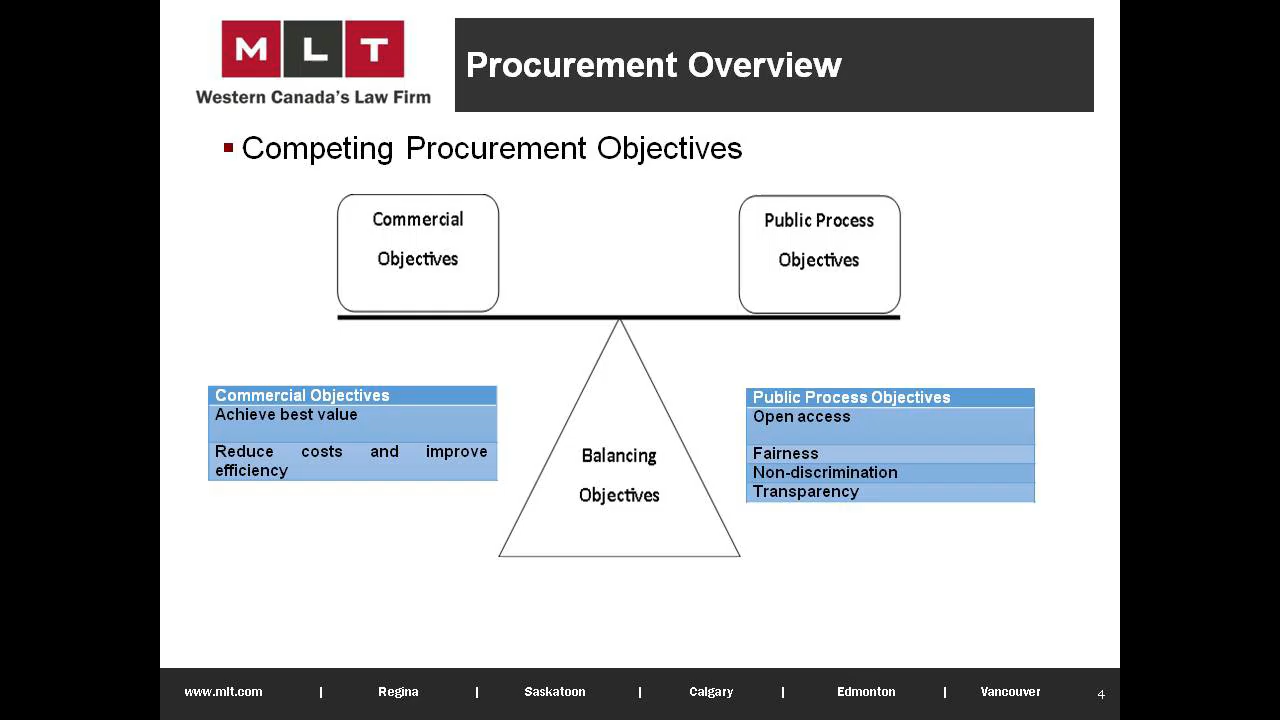 M L T
Western Canada's Law Firm
Procurement Overview
Competing Procurement Objectives
Commercial
Objectives
Public Process
Objectives
Commercial Objectives
Achieve best value
Reduce costs and improve
efficiency
Balancing
Objectives
Public Process Objectives
Open access
Fairness
Non-discrimination
Transparency
www.mlt.com | Regina | Saskatoon | Calgary | Edmonton | Vancouver 4